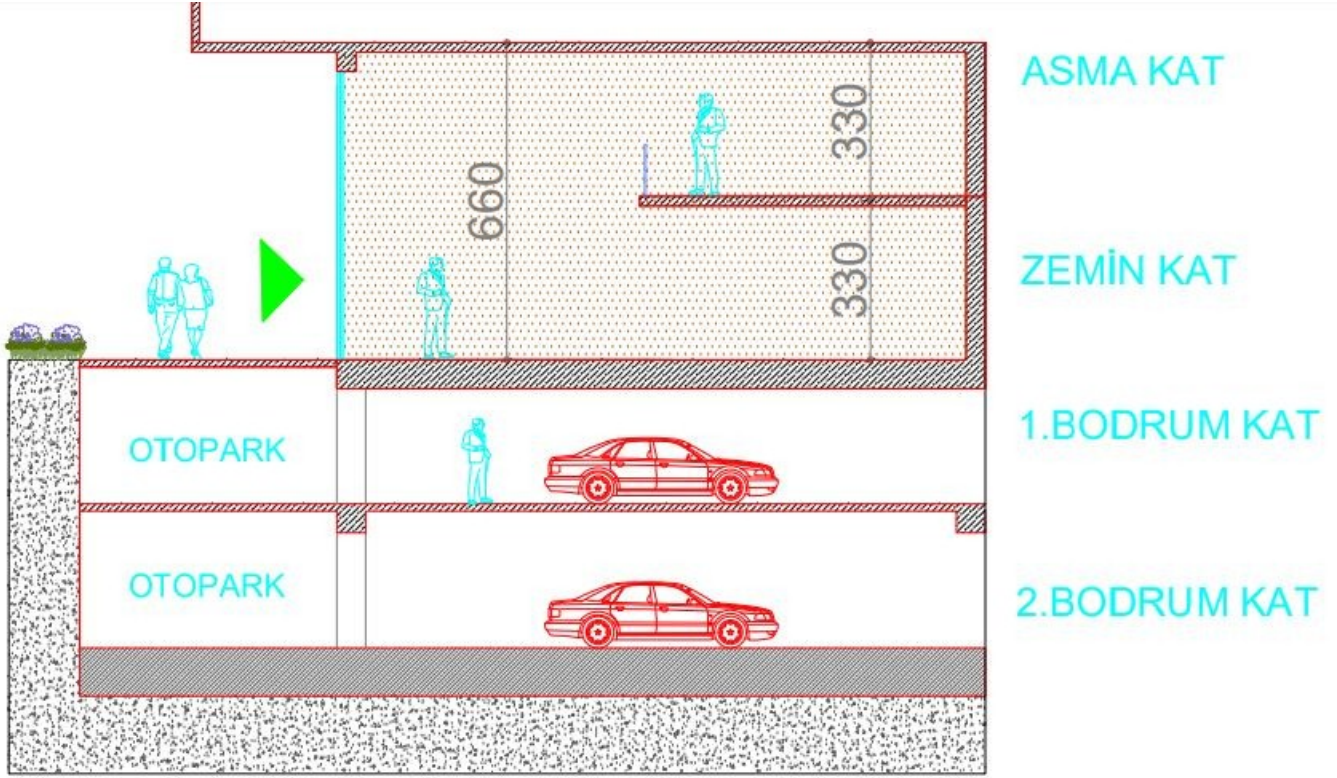 ASMA KAT
330
660
ZEMİN KAT
330
1.BODRUM KAT
OTOPARK
OTOPARK
2.BODRUM KAT